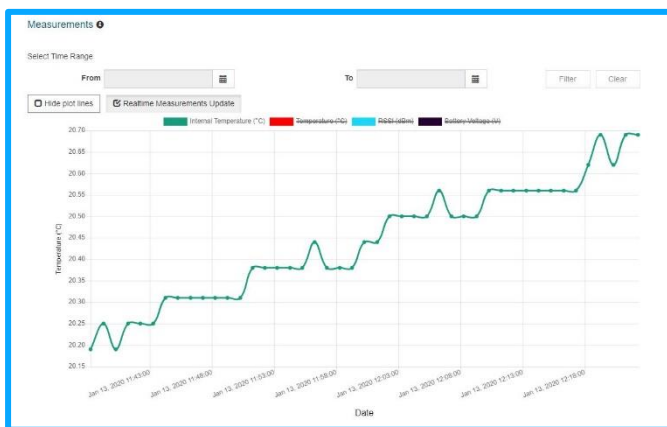 Measurements
Select Time Range
From To Filter Clear
Hide plot lines Realtime Measurements Update
Internal Temperature (°C) Temperature (°C) RSSI (dBm) Battery Voltage (V)
20.70
20.65
20.60
20.55
20.50
20.45
20.40
20.35
20.30
20.25
20.20
20.15
Temperature (°C)
Jan 13, 2020 11:43:00 Jan 13, 2020 11:48:00 Jan 13, 2020 11:53:00 Jan 13, 2020 11:58:00 Jan 13, 2020 12:03:00 Jan 13, 2020 12:08:00 Jan 13, 2020 12:13:00 Jan 13, 2020 12:18:00
Date